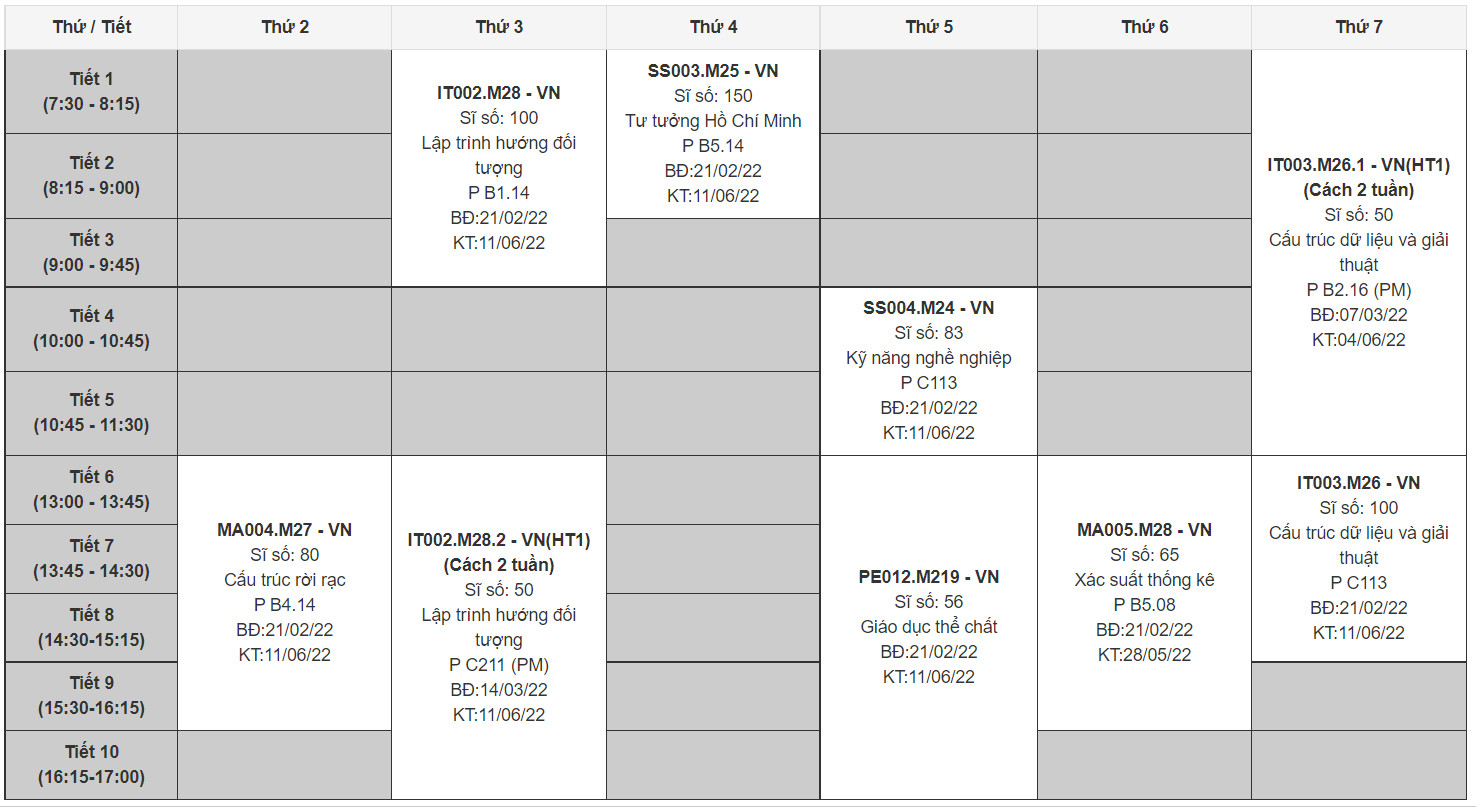 Thứ / Tiết
Thứ 2
Thứ 3
Thứ 4
Thứ 5
Thứ 6
Thứ 7
Tiết 1
(7:30 - 8:15)
IT002.M28 - VN
Sĩ số: 100
Lập trình hướng đối
tượng
P B1.14
BĐ:21/02/22
KT:11/06/22
SS003.M25 - VN
Sĩ số: 150
Tư tưởng Hồ Chí Minh
P B5.14
BĐ:21/02/22
KT:11/06/22
IT003.M26.1 - VN(HT1)
(Cách 2 tuần)
Sĩ số: 50
Cấu trúc dữ liệu và giải
thuật
P B2.16 (PM)
BĐ:07/03/22
KT:04/06/22
Tiết 2
(8:15 - 9:00)
Tiết 3
(9:00 - 9:45)
Tiết 4
(10:00 - 10:45)
SS004.M24 - VN
Sĩ số: 83
Kỹ năng nghề nghiệp
P C113
BĐ:21/02/22
KT:11/06/22
Tiết 5
(10:45 - 11:30)
Tiết 6
(13:00 - 13:45)
MA004.M27 - VN
Sĩ số: 80
Cấu trúc rời rạc
P B4.14
BĐ:21/02/22
KT:11/06/22
IT002.M28.2 - VN(HT1)
(Cách 2 tuần)
Sĩ số: 50
Lập trình hướng đối
tượng
P C211 (PM)
BĐ:14/03/22
KT:11/06/22
PE012.M219 - VN
Sĩ số: 56
Giáo dục thể chất
BĐ:21/02/22
KT:11/06/22
MA005.M28 - VN
Sĩ số: 65
Xác suất thống kê
P B5.08
BĐ:21/02/22
KT:28/05/22
IT003.M26 - VN
Sĩ số: 100
Cấu trúc dữ liệu và giải
thuật
P C113
BĐ:21/02/22
KT:11/06/22
Tiết 7
(13:45 - 14:30)
Tiết 8
(14:30-15:15)
Tiết 9
(15:30-16:15)
Tiết 10
(16:15-17:00)